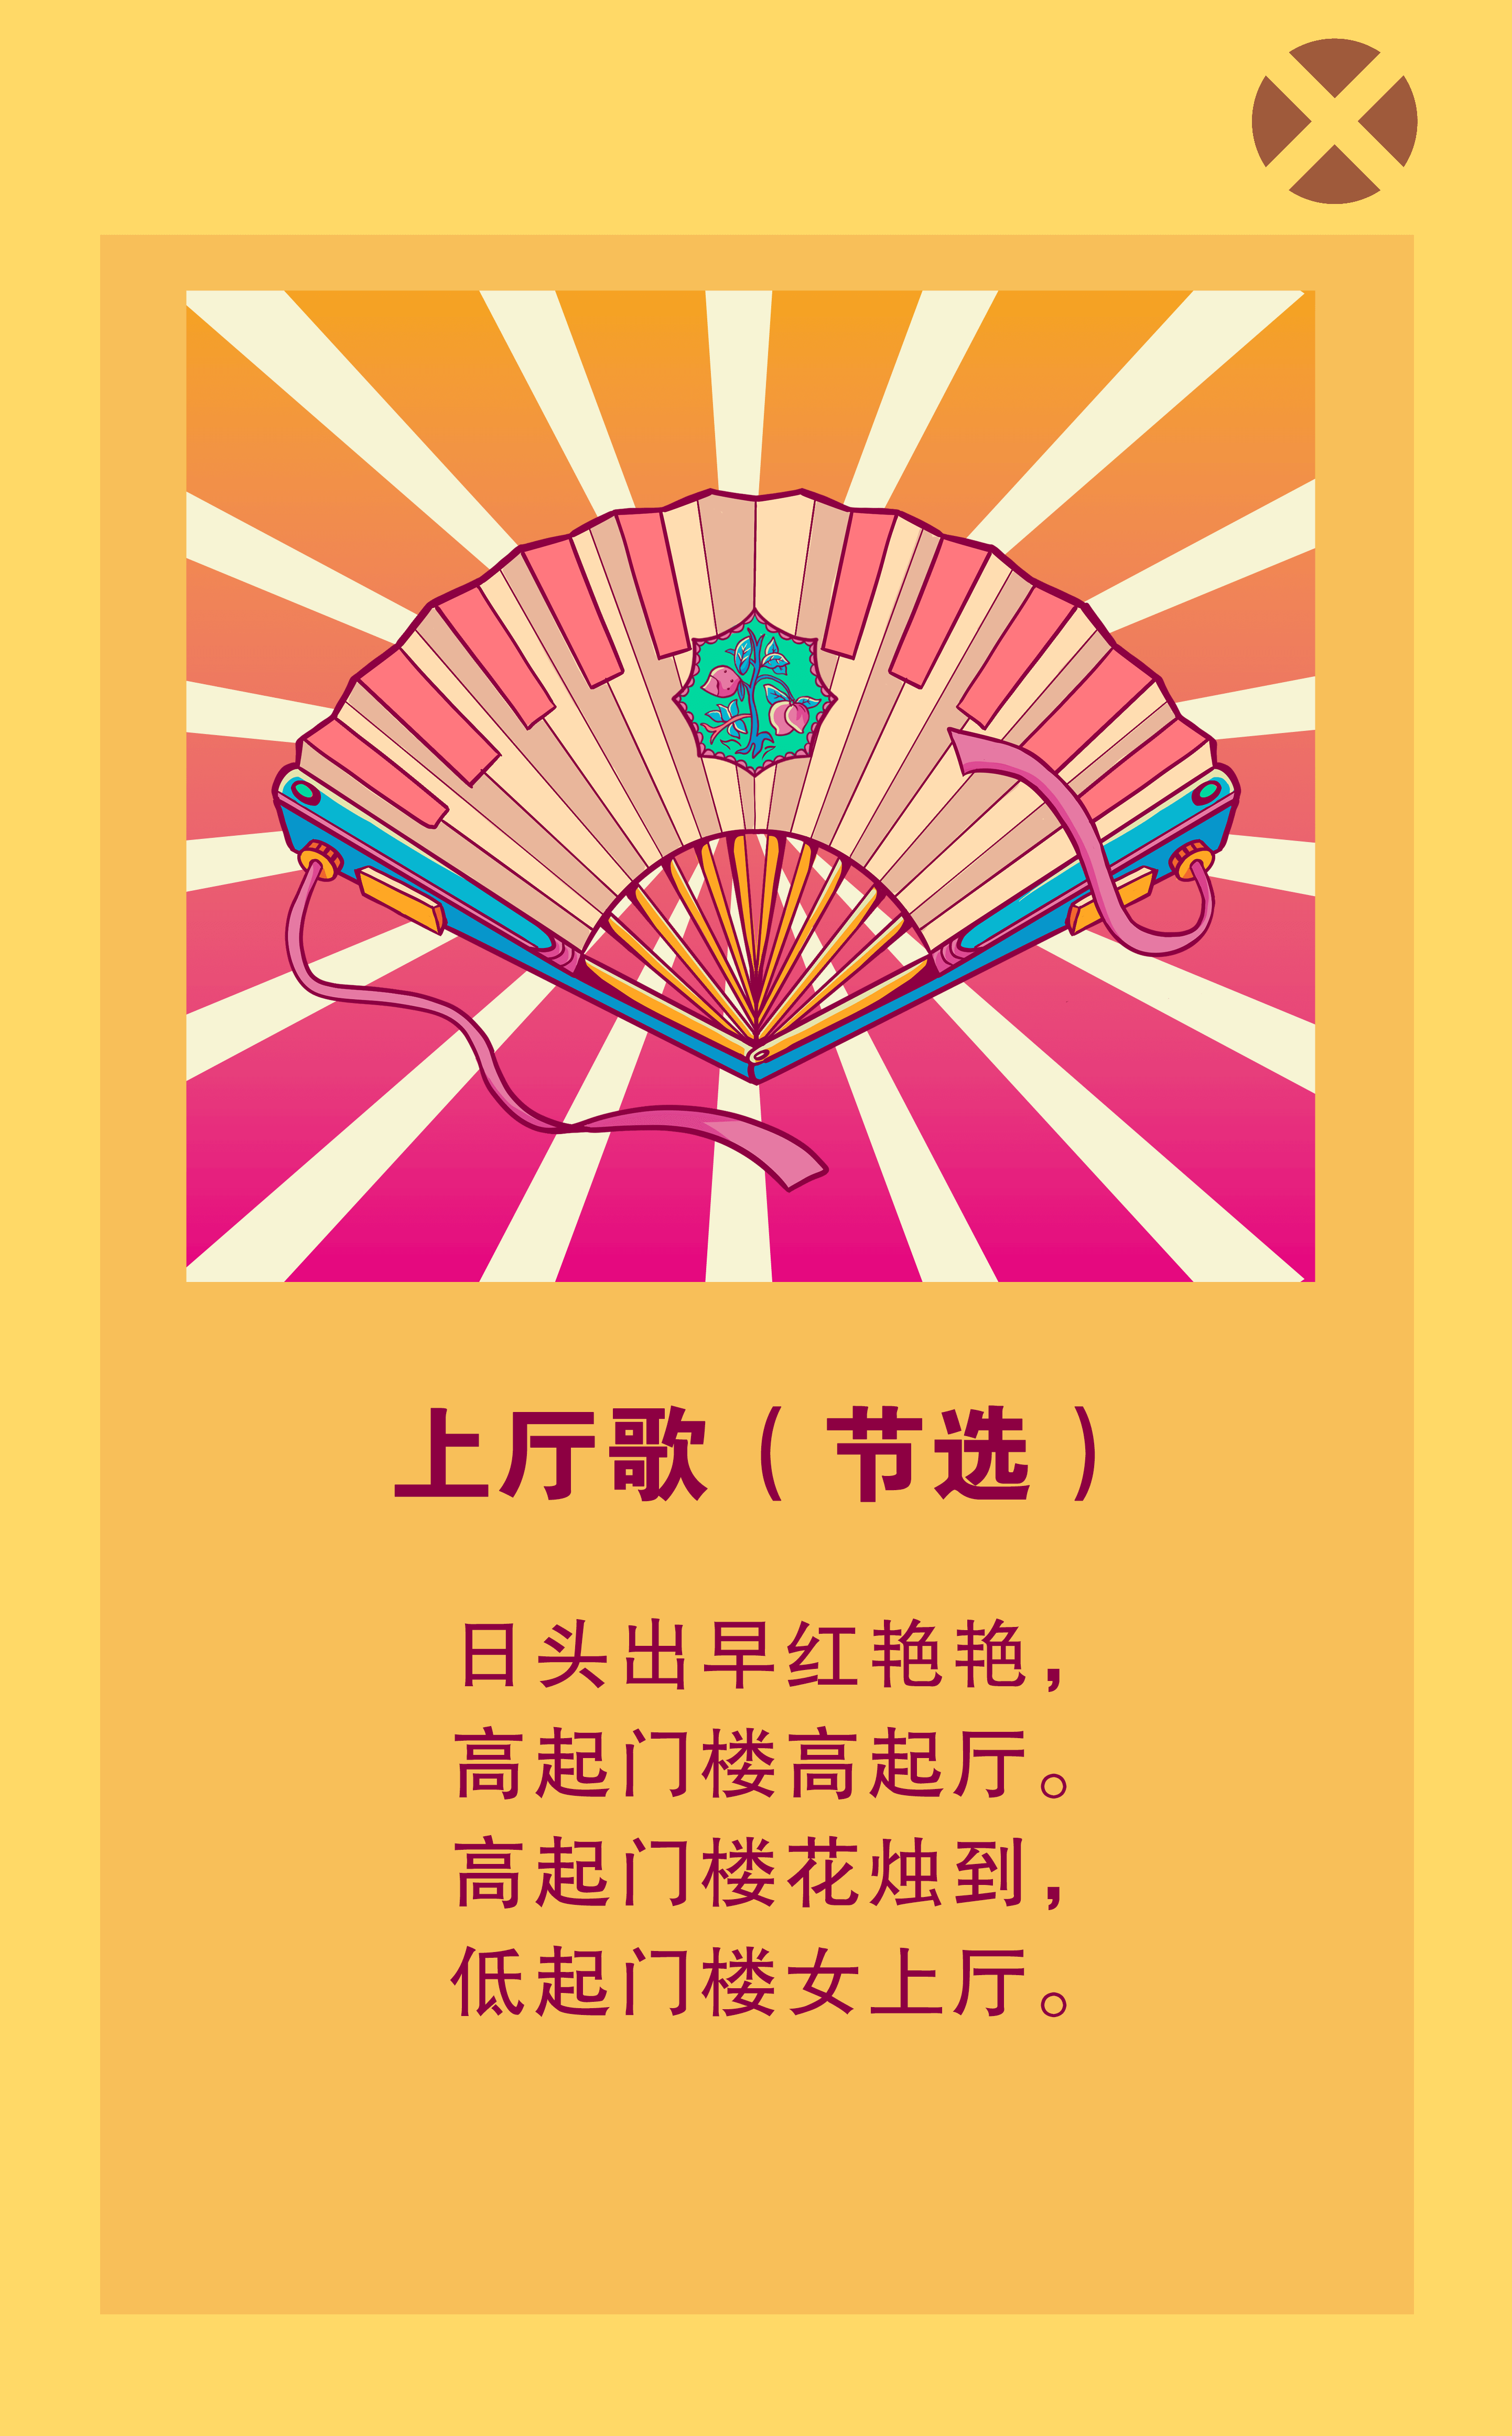 上厅歌（节选）
日头出早红艳艳，
高起门楼高起厅。
高起门楼花烛到，
低起门楼女上厅。